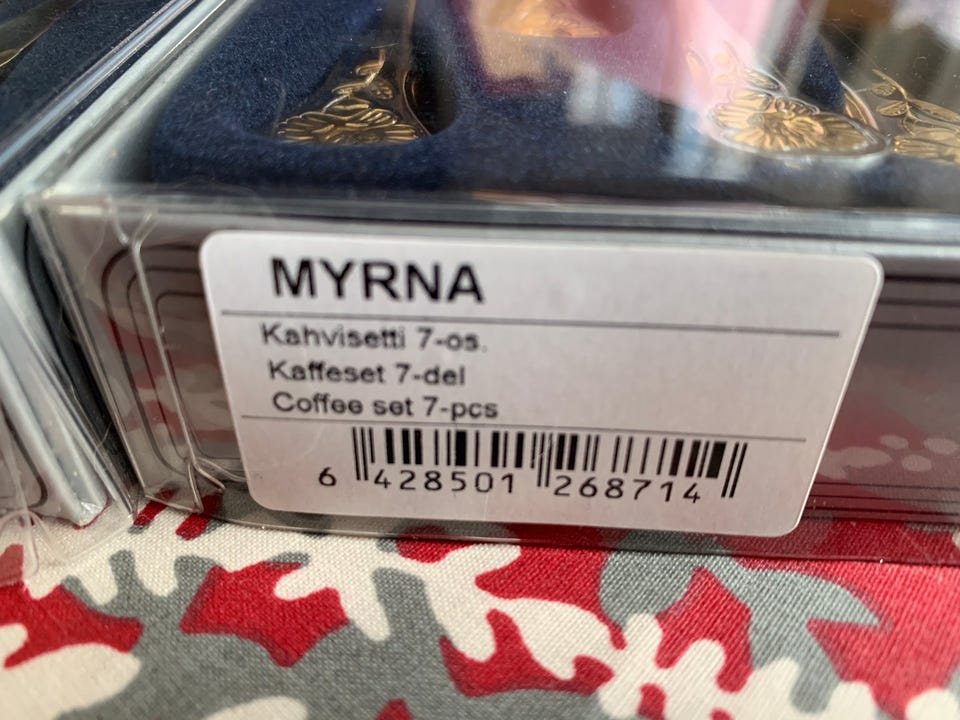 MYRNA
Kahvisetti 7-os.
Kaffeset 7-del
Coffee set 7-pcs
6 428501 268714